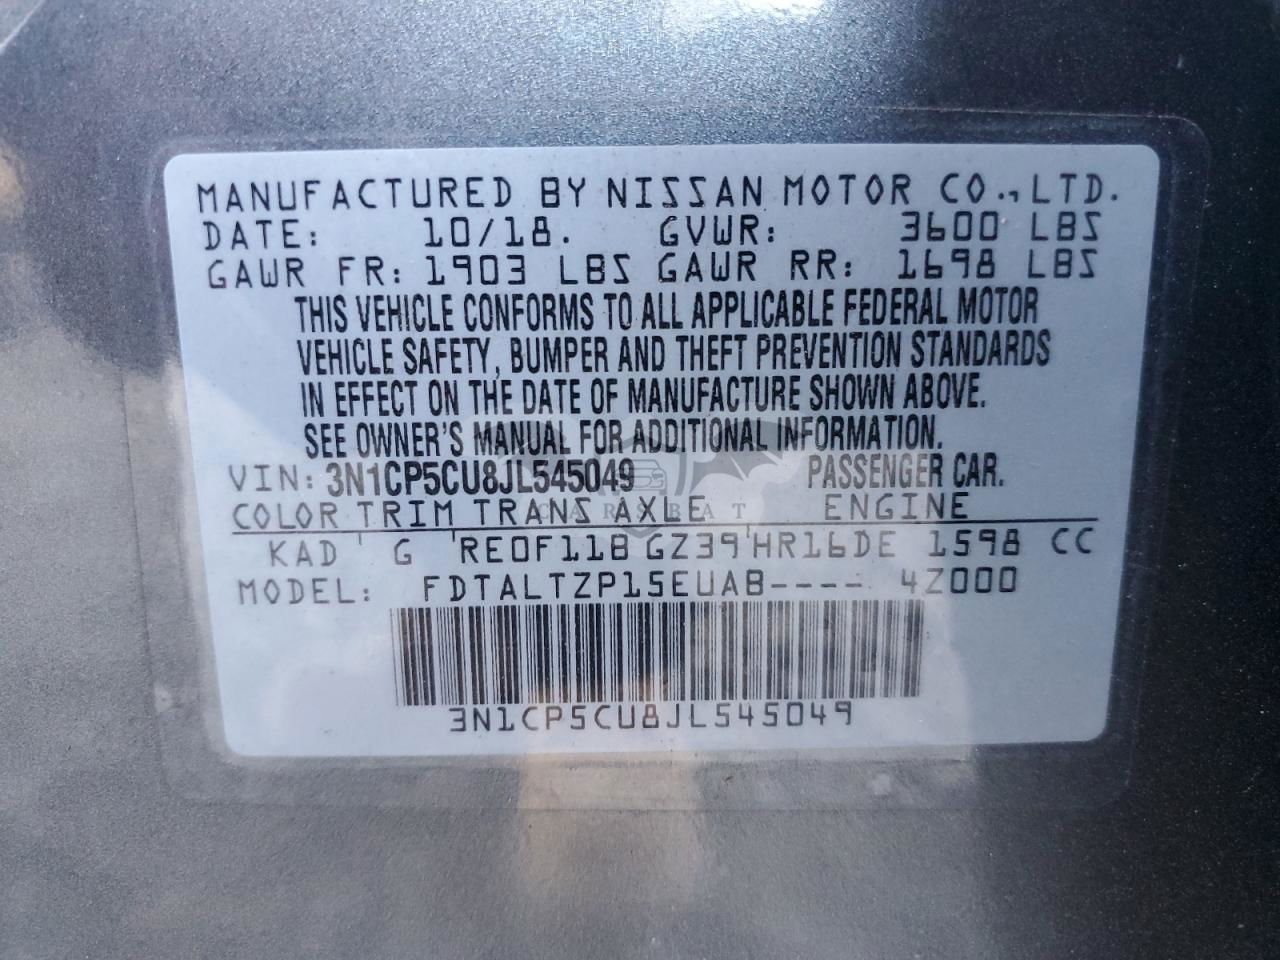 MANUFACTURED BY NISSAN MOTOR CO., LTD.
DATE: 10/18. GVWR: 3600 LBS
GAWR FR: 1903 LBS GAWR RR: 1698 LBS
THIS VEHICLE CONFORMS TO ALL APPLICABLE FEDERAL MOTOR
VEHICLE SAFETY, BUMPER AND THEFT PREVENTION STANDARDS
IN EFFECT ON THE DATE OF MANUFACTURE SHOWN ABOVE.
SEE OWNER'S MANUAL FOR ADDITIONAL INFORMATION.
VIN: 3N1CP5CU8JL545049 PASSENGER CAR.
CARSBAT
COLOR TRIM TRANS AXLE ENGINE
KAD G RE0F11B GZ39 HR16DE 1598 CC
MODEL: FDTALTZP15EUAB---- 4Z000
3N1CP5CU8JL545049